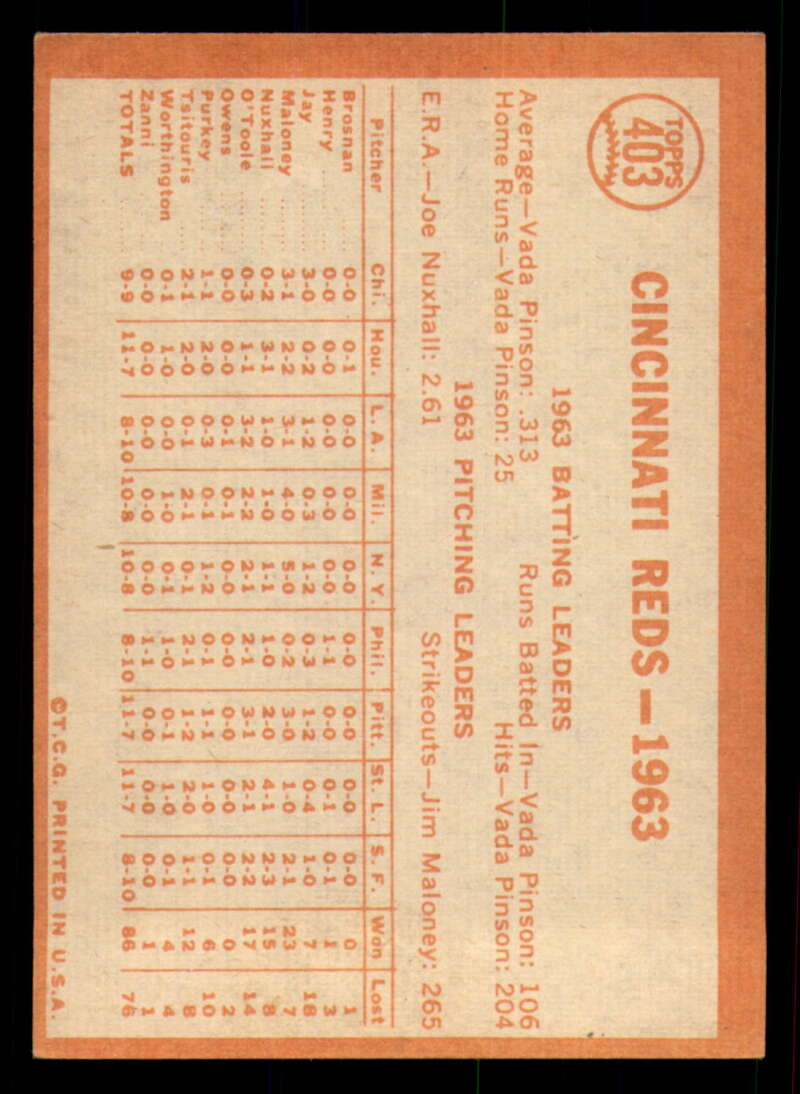 TOPPS
403
CINCINNATI REDS—1963
1963 BATTING LEADERS
Average—Vada Pinson: .313 Runs Batted In—Vada Pinson: 106
Home Runs—Vada Pinson: 25 Hits—Vada Pinson: 204
1963 PITCHING LEADERS
E.R.A.—Joe Nuxhall: 2.61 Strikeouts—Jim Maloney: 265
Pitcher Chi. Hou. L.A. Mil. N.Y. Phil. Pitt. St. L. S.F. Won Lost
Brosnan 0-0 0-1 0-0 0-0 0-0 0-0 0-0 0-0 0-0 0 1
Henry 0-0 0-0 0-0 0-0 0-0 1-1 0-0 0-1 0-1 1 3
Jay 3-0 0-2 1-2 0-3 1-2 0-3 1-2 0-4 1-0 7 18
Maloney 3-1 2-2 3-1 4-0 5-0 0-2 3-0 1-0 2-1 23 7
Nuxhall 0-2 3-1 1-0 1-0 1-1 1-0 2-0 4-1 2-3 15 8
O'Toole 0-3 1-1 3-2 2-2 2-1 2-1 3-1 2-1 2-2 17 14
Owens 0-0 0-0 0-1 0-1 0-0 0-0 0-0 0-0 0-0 0 2
Purkey 1-1 2-0 0-3 0-1 1-2 0-1 1-1 1-0 0-1 6 10
Tsitouris 2-1 2-0 0-1 2-1 0-1 2-1 1-2 2-0 1-1 12 8
Worthington 0-1 1-0 0-0 1-0 0-1 1-0 0-1 1-0 0-1 4 4
Zanni 0-0 0-0 0-0 0-0 0-0 1-1 0-0 0-0 0-0 1 1
TOTALS 9-9 11-7 8-10 10-8 10-8 8-10 11-7 11-7 8-10 86 76
©T.C.G. PRINTED IN U.S.A.